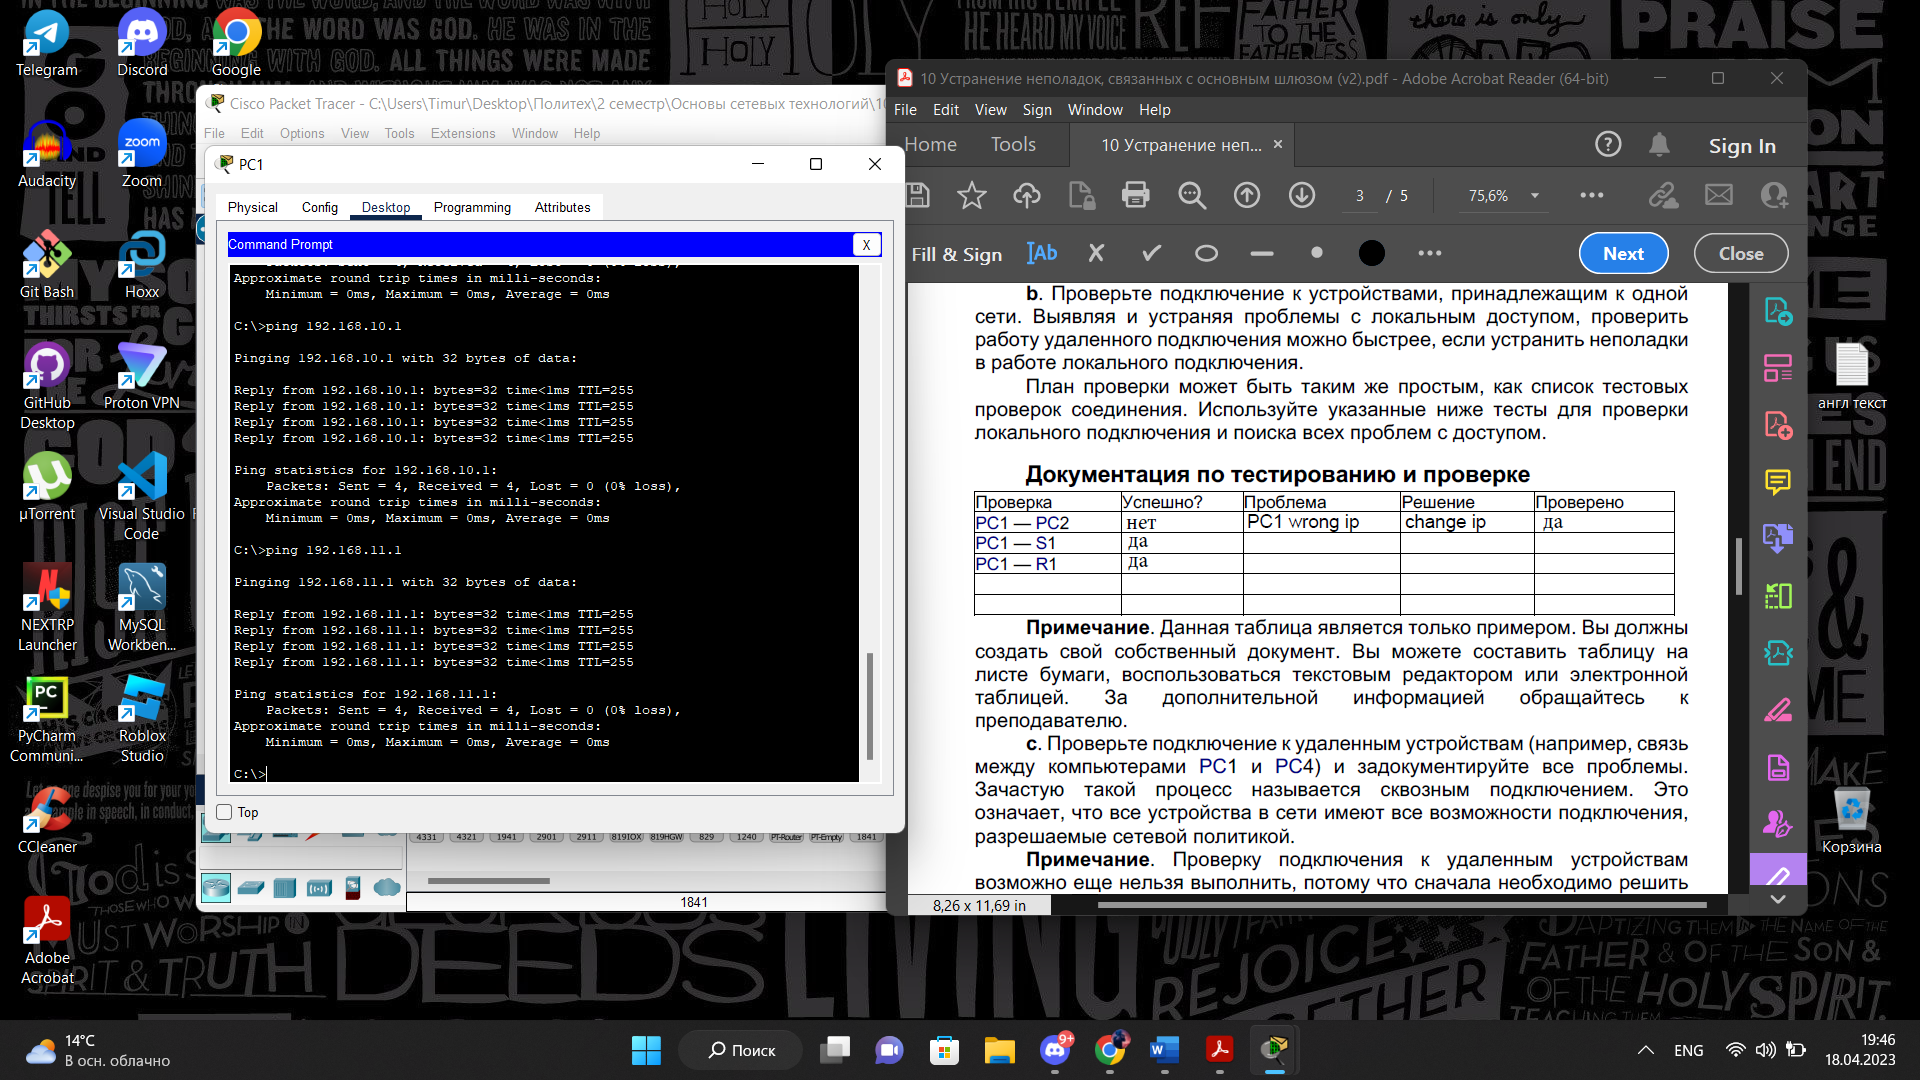 Telegram
Discord
Google
Audacity
Zoom
Git Bash
Hoxx
GitHub Desktop
Proton VPN
µTorrent
Visual Studio Code
NEXTRP Launcher
MySQL Workben...
PyCharm Communi...
Roblox Studio
CCleaner
Adobe Acrobat
англ текст
Корзина
Cisco Packet Tracer - C:\Users\Timur\Desktop\Политех\2 семестр\Основы сетевых технологий\10
File Edit Options View Tools Extensions Window Help
PC1
Physical Config Desktop Programming Attributes
Command Prompt
X
Approximate round trip times in milli-seconds:
Minimum = 0ms, Maximum = 0ms, Average = 0ms
C:\>ping 192.168.10.1
Pinging 192.168.10.1 with 32 bytes of data:
Reply from 192.168.10.1: bytes=32 time<1ms TTL=255
Reply from 192.168.10.1: bytes=32 time<1ms TTL=255
Reply from 192.168.10.1: bytes=32 time<1ms TTL=255
Reply from 192.168.10.1: bytes=32 time<1ms TTL=255
Ping statistics for 192.168.10.1:
Packets: Sent = 4, Received = 4, Lost = 0 (0% loss),
Approximate round trip times in milli-seconds:
Minimum = 0ms, Maximum = 0ms, Average = 0ms
C:\>ping 192.168.11.1
Pinging 192.168.11.1 with 32 bytes of data:
Reply from 192.168.11.1: bytes=32 time<1ms TTL=255
Reply from 192.168.11.1: bytes=32 time<1ms TTL=255
Reply from 192.168.11.1: bytes=32 time<1ms TTL=255
Reply from 192.168.11.1: bytes=32 time<1ms TTL=255
Ping statistics for 192.168.11.1:
Packets: Sent = 4, Received = 4, Lost = 0 (0% loss),
Approximate round trip times in milli-seconds:
Minimum = 0ms, Maximum = 0ms, Average = 0ms
C:\>
Top
4331 4321 1941 2901 2911 819IOX 819HGW 829 1240 PT-Router PT-Empty 1841
1841
10 Устранение неполадок, связанных с основным шлюзом (v2).pdf - Adobe Acrobat Reader (64-bit)
File Edit View Sign Window Help
Home Tools 10 Устранение неп... Sign In
3 / 5 75,6%
Fill & Sign Ab Next Close
b. Проверьте подключение к устройствам, принадлежащим к одной
сети. Выявляя и устраняя проблемы с локальным доступом, проверить
работу удаленного подключения можно быстрее, если устранить неполадки
в работе локального подключения.
План проверки может быть таким же простым, как список тестовых
проверок соединения. Используйте указанные ниже тесты для проверки
локального подключения и поиска всех проблем с доступом.
Документация по тестированию и проверке
Проверка Успешно? Проблема Решение Проверено
PC1 — PC2 нет PC1 wrong ip change ip да
PC1 — S1 да
PC1 — R1 да
Примечание. Данная таблица является только примером. Вы должны
создать свой собственный документ. Вы можете составить таблицу на
листе бумаги, воспользоваться текстовым редактором или электронной
таблицей. За дополнительной информацией обращайтесь к
преподавателю.
c. Проверьте подключение к удаленным устройствам (например, связь
между компьютерами PC1 и PC4) и задокументируйте все проблемы.
Зачастую такой процесс называется сквозным подключением. Это
означает, что все устройства в сети имеют все возможности подключения,
разрешаемые сетевой политикой.
Примечание. Проверку подключения к удаленным устройствам
возможно еще нельзя выполнить, потому что сначала необходимо решить
8,26 x 11,69 in
14°C
В осн. облачно
Поиск
9+
ENG
19:46
18.04.2023